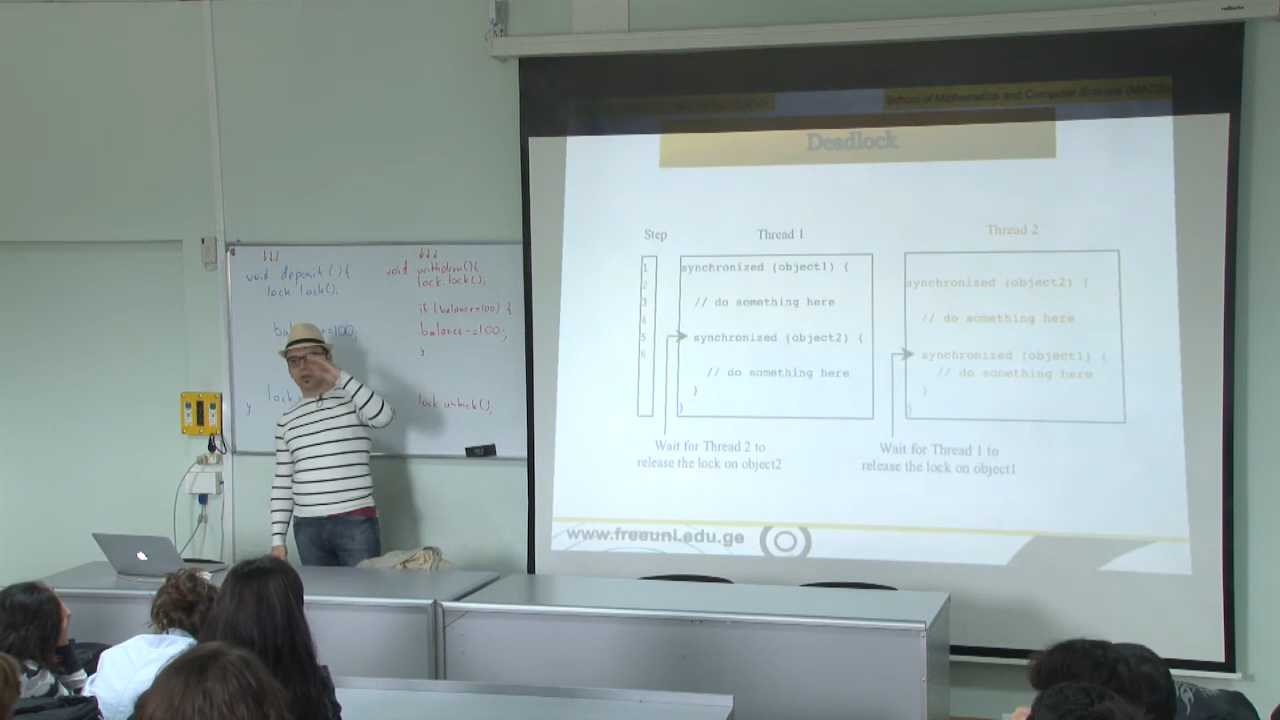 void deposit(){
lock.lock();
balance+=100;
lock
}
void withdraw(){
lock.lock();
if (balance>=100) {
balance-=100;
}
lock.unlock();
School of Mathematics and Computer Science (MACS)
Deadlock
Step
Thread 1
Thread 2
1
2
3
4
5
6
synchronized (object1) {
// do something here
synchronized (object2) {
// do something here
}
}
synchronized (object2) {
// do something here
synchronized (object1) {
// do something here
}
}
Wait for Thread 2 to
release the lock on object2
Wait for Thread 1 to
release the lock on object1
www.freeuni.edu.ge